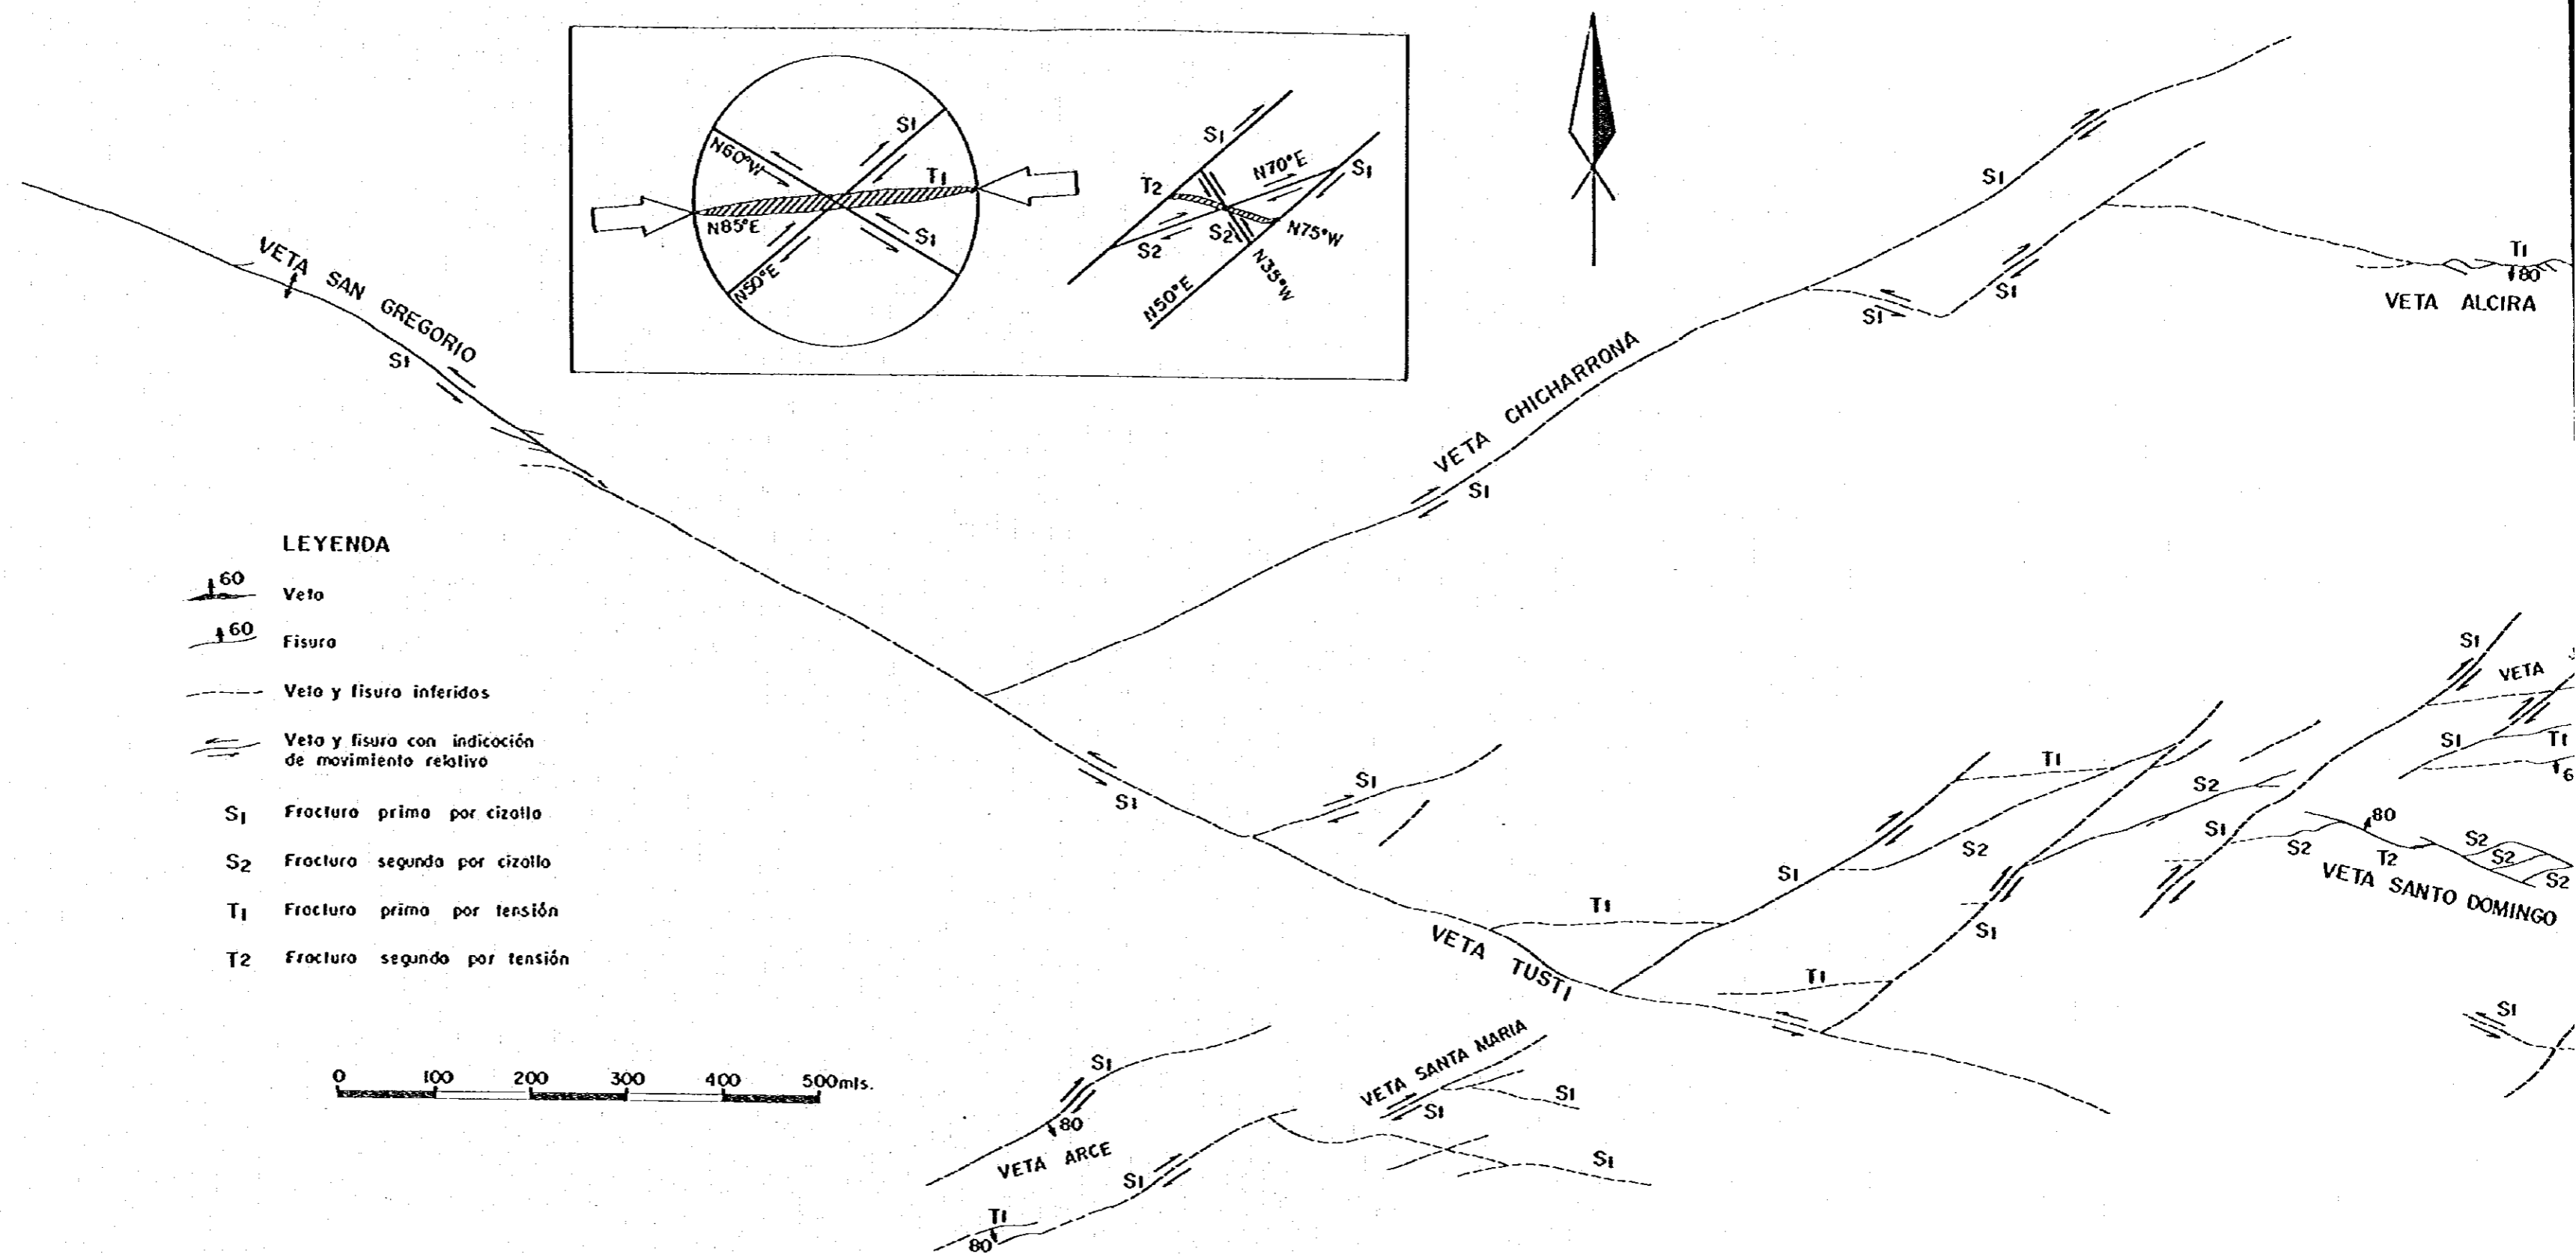 S1
T1
N60°W
N85°E
N50°E
S1
S1
N70°E
S1
T2
S2
S2
N75°W
N35°W
N50°E
VETA SAN GREGORIO
S1
S1
S1
S1
T1
80
VETA ALCIRA
VETA CHICHARRONA
S1
LEYENDA
60
Veta
60
Fisura
Veta y fisura inferidos
Veta y fisura con indicación
de movimiento relativo
S1 Fractura prima por cizalla
S2 Fractura segunda por cizalla
T1 Fractura prima por tensión
T2 Fractura segunda por tensión
0 100 200 300 400 500mts.
S1
S1
T1
S1
S2
S2
S1
VETA
S1
T1
6
S1
80
S2
T2
S2
S2
S2
VETA SANTO DOMINGO
T1
VETA TUSTI
S1
T1
S1
S1
80
VETA ARCE
VETA SANTA MARIA
S1
S1
S1
S1
T1
80